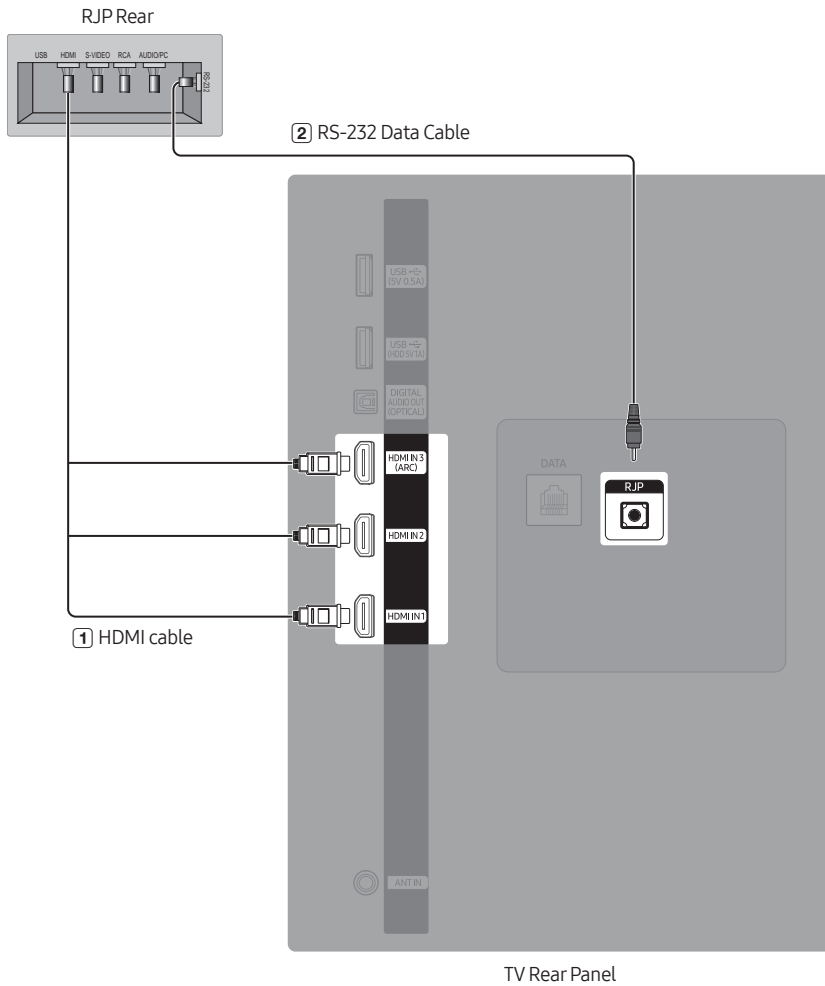 RJP Rear
USB HDMI S-VIDEO RCA AUDIO/PC
RS-232
2 RS-232 Data Cable
USB
(5V 0.5A)
USB
(HDD 5V 1A)
DIGITAL
AUDIO OUT
(OPTICAL)
HDMI IN 3
(ARC)
DATA
RJP
HDMI IN 2
HDMI IN 1
1 HDMI cable
ANT IN
TV Rear Panel